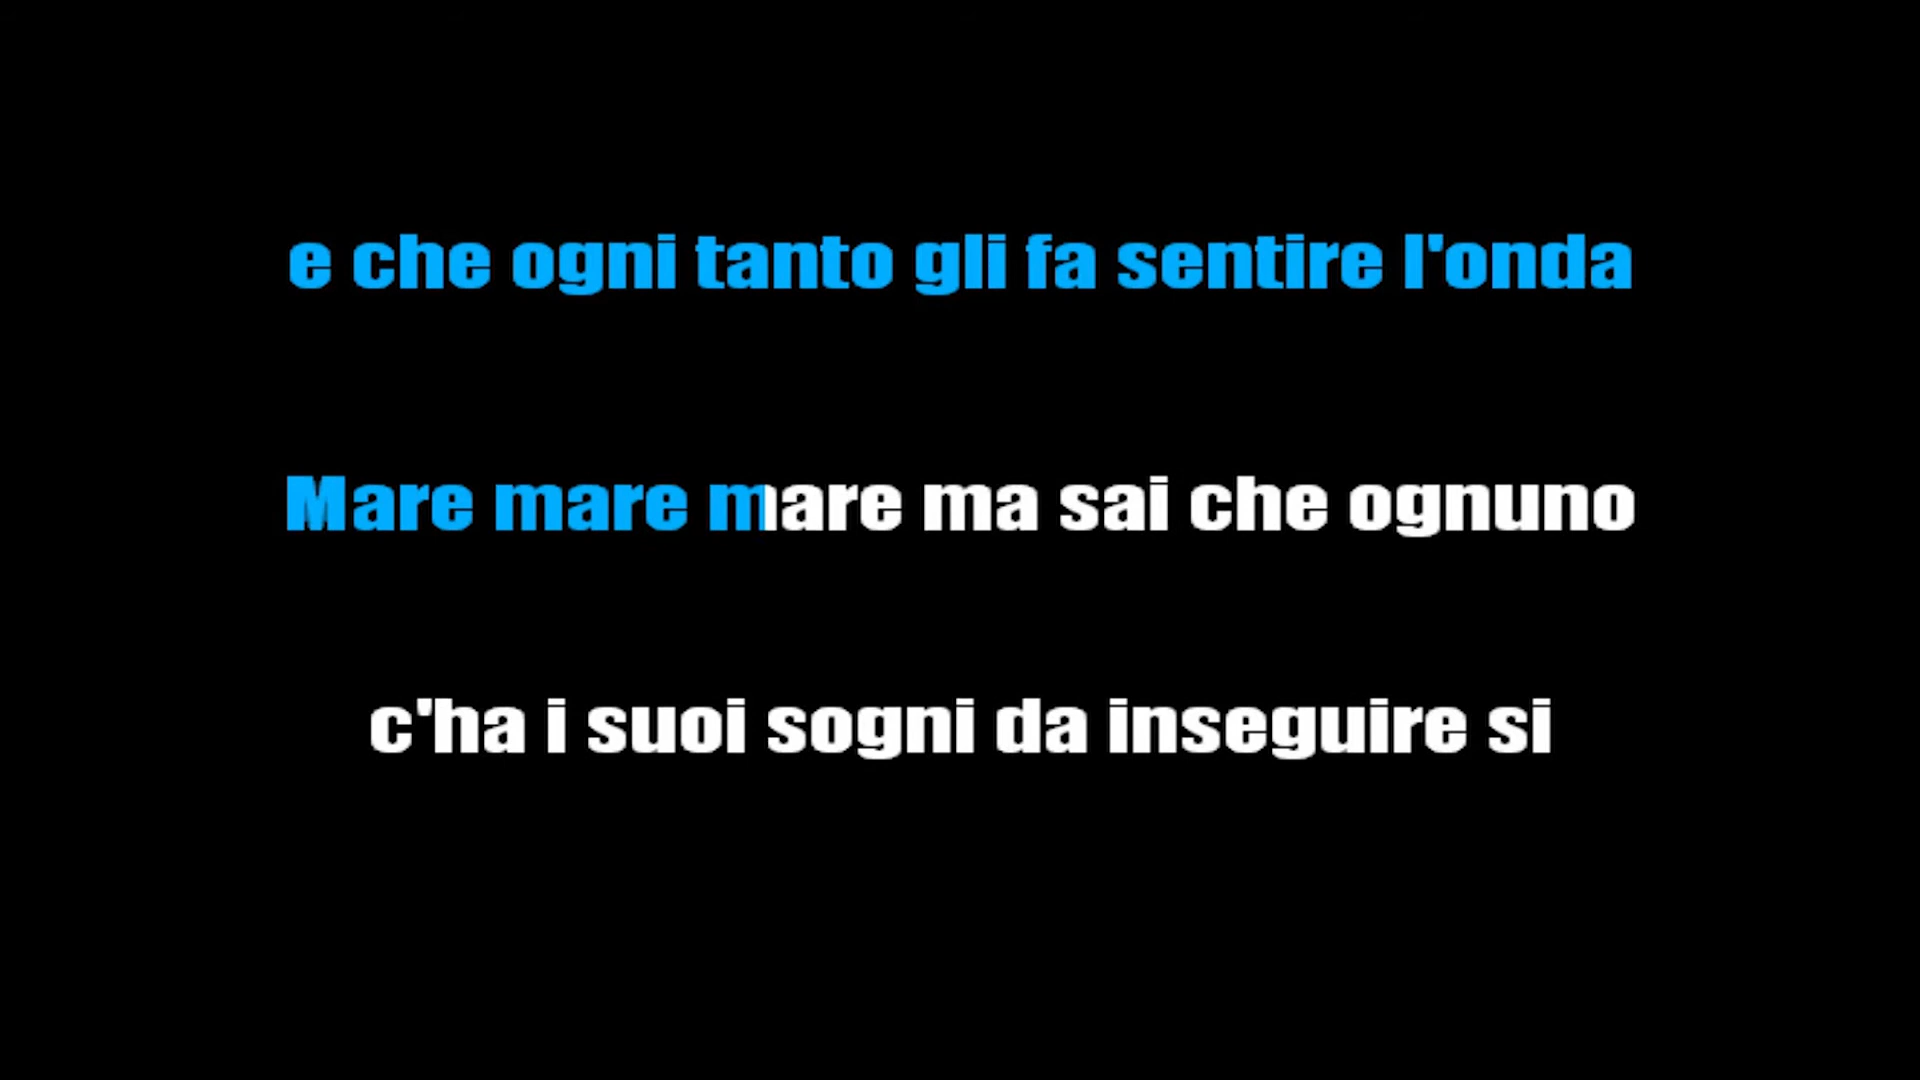 e che ogni tanto gli fa sentire l'onda
Mare mare mare ma sai che ognuno
c'ha i suoi sogni da inseguire si